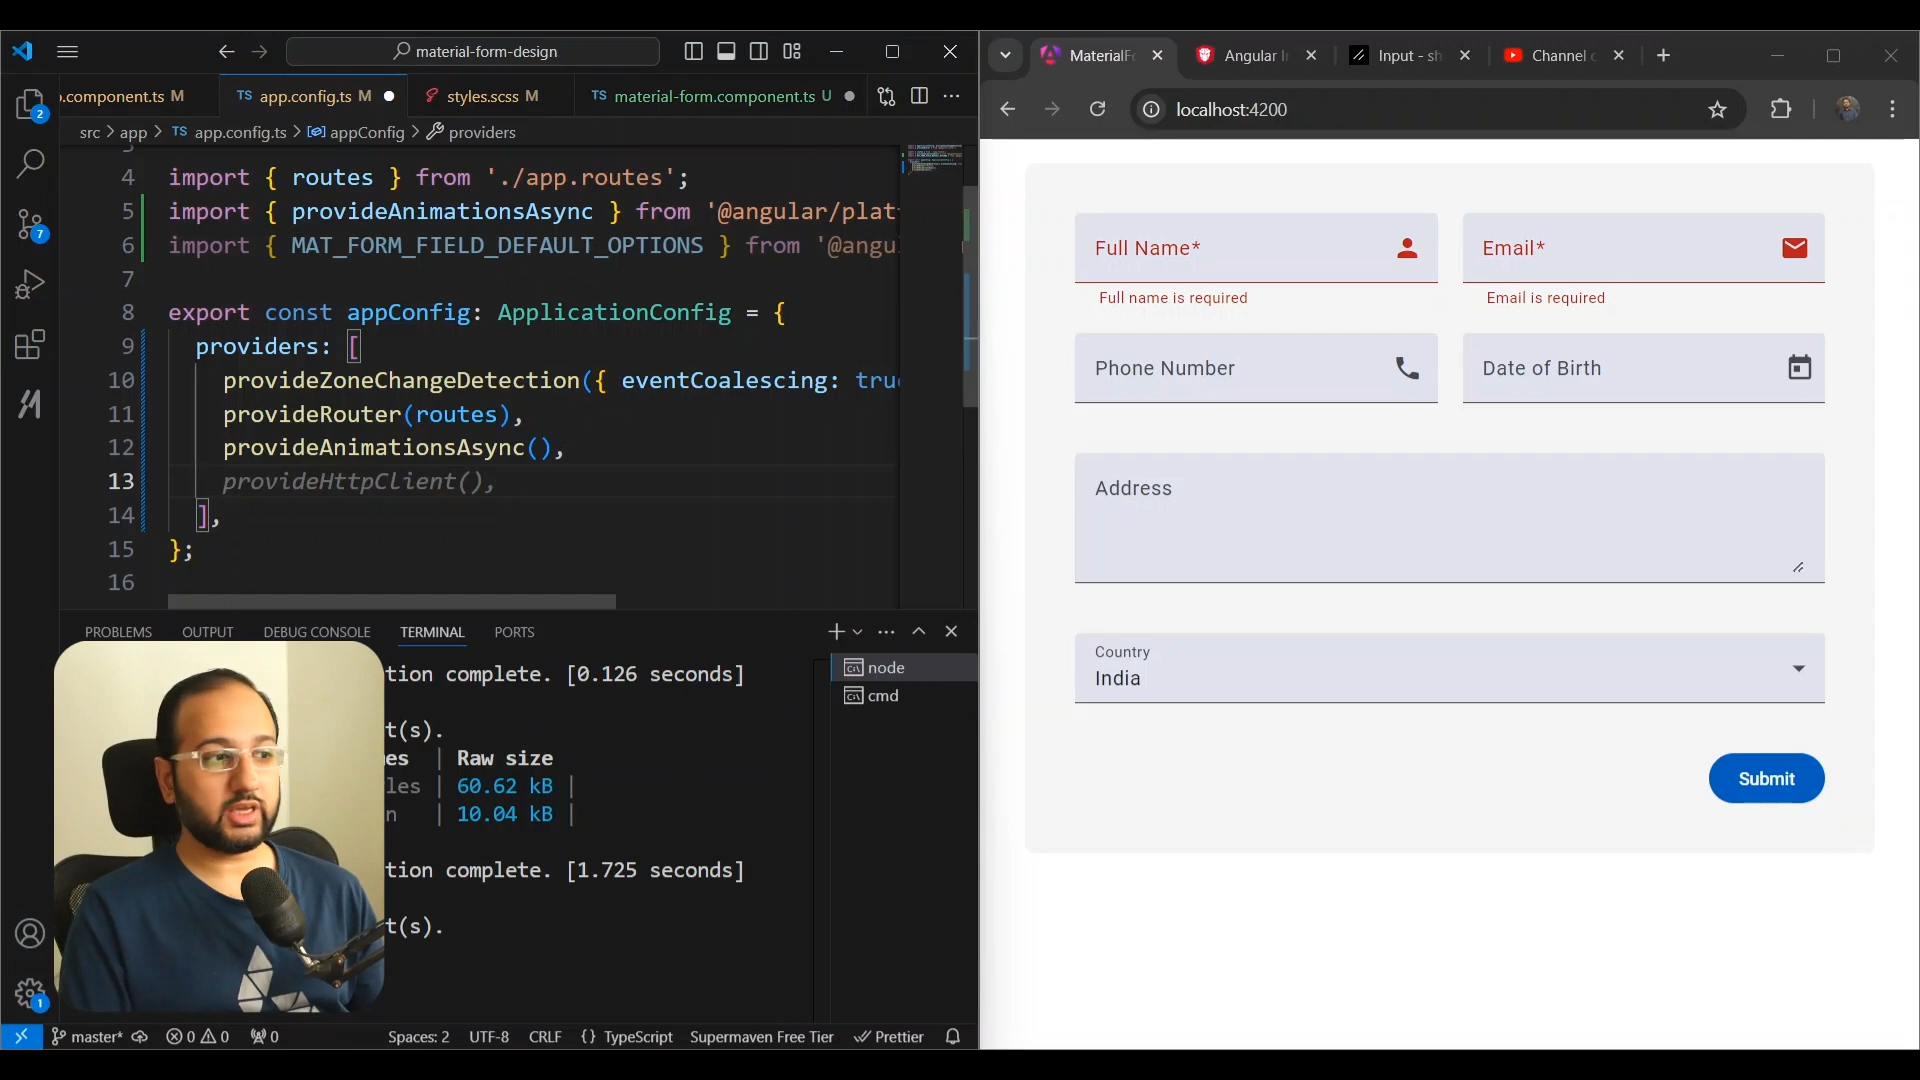 material-form-design
o.component.ts M
TS app.config.ts M
styles.scss M
TS material-form.component.ts U
src > app > TS app.config.ts > appConfig > providers
4 import { routes } from './app.routes';
5 import { provideAnimationsAsync } from '@angular/plat
6 import { MAT_FORM_FIELD_DEFAULT_OPTIONS } from '@angu
7
8 export const appConfig: ApplicationConfig = {
9 providers: [
10 provideZoneChangeDetection({ eventCoalescing: true
11 provideRouter(routes),
12 provideAnimationsAsync(),
13 provideHttpClient(),
14 ],
15 };
16
2
7
1
PROBLEMS OUTPUT DEBUG CONSOLE TERMINAL PORTS
tion complete. [0.126 seconds]
t(s).
es | Raw size
les | 60.62 kB |
n | 10.04 kB |
tion complete. [1.725 seconds]
t(s).
node
cmd
master* 0 0 0 Spaces: 2 UTF-8 CRLF {} TypeScript Supermaven Free Tier Prettier
MaterialFo
Angular I
Input - sh
Channel c
localhost:4200
Full Name*
Full name is required
Email*
Email is required
Phone Number
Date of Birth
Address
Country
India
Submit